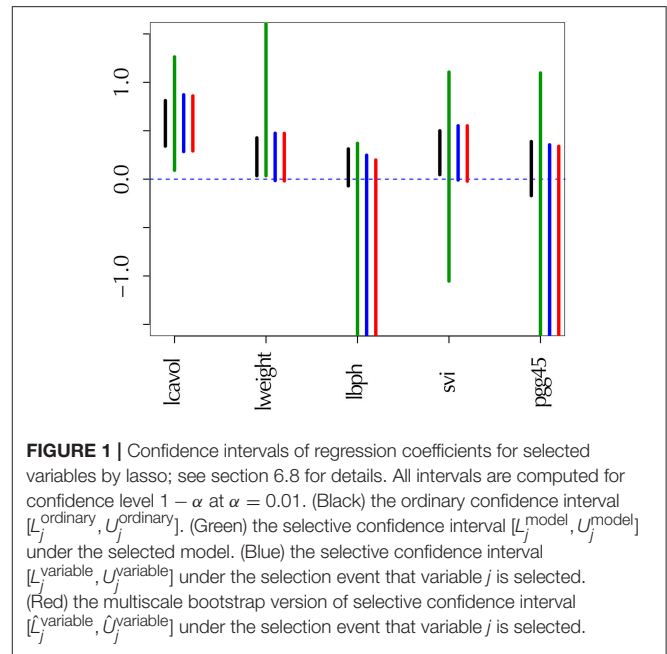 1.0
0.0
−1.0
lcavol
lweight
lbph
svi
pgg45
FIGURE 1 | Confidence intervals of regression coefficients for selected
variables by lasso; see section 6.8 for details. All intervals are computed for
confidence level 1 − α at α = 0.01. (Black) the ordinary confidence interval
[L_j^ordinary, U_j^ordinary]. (Green) the selective confidence interval [L_j^model, U_j^model]
under the selected model. (Blue) the selective confidence interval
[L_j^variable, U_j^variable] under the selection event that variable j is selected.
(Red) the multiscale bootstrap version of selective confidence interval
[L̂_j^variable, Û_j^variable] under the selection event that variable j is selected.